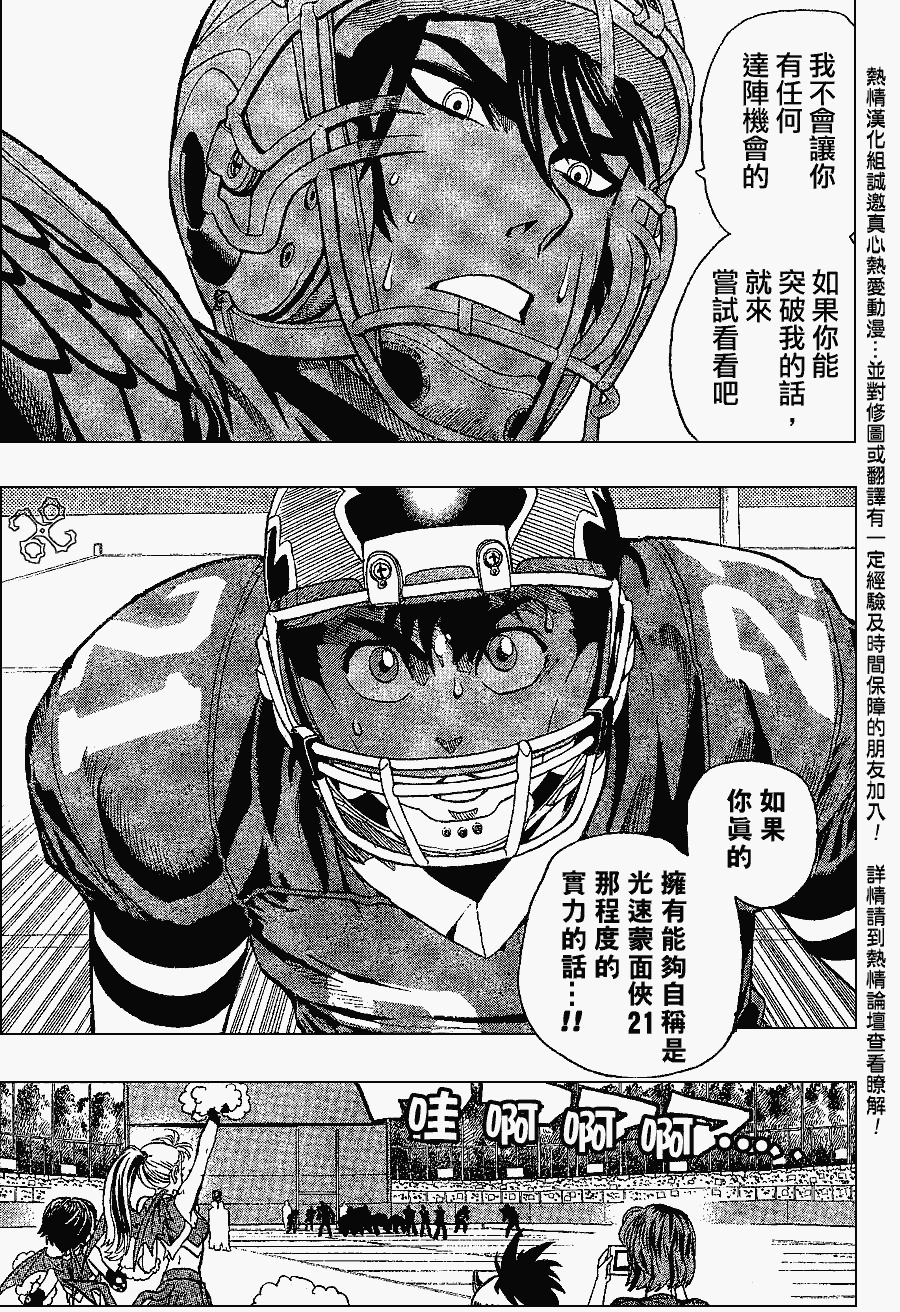 我不會讓你
有任何
達陣機會的
如果你能
突破我的話，
就來
嘗試看看吧
12
2
如果
你真的
擁有能夠自稱是
光速蒙面俠21
那程度的
實力的話…!!
哇啊啊啊…
熱情漢化組誠邀真心熱愛動漫…並對修圖或翻譯有一定經驗及時間保障的朋友加入！ 詳情請到熱情論壇查看瞭解！